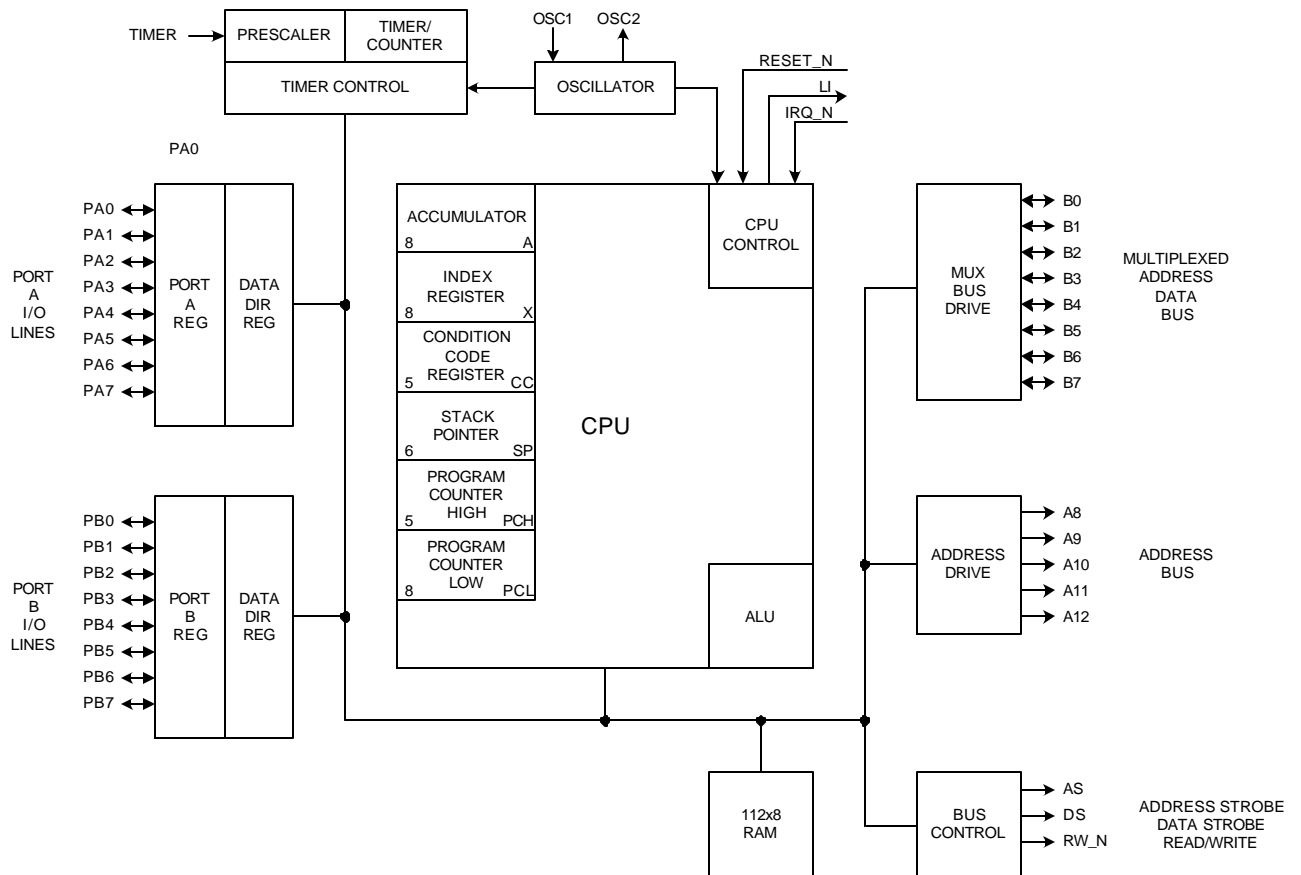 TIMER
PRESCALER
TIMER/
COUNTER
TIMER CONTROL
OSC1
OSC2
OSCILLATOR
RESET_N
LI
IRQ_N
PA0
PORT
A
I/O
LINES
PA0
PA1
PA2
PA3
PA4
PA5
PA6
PA7
PORT
A
REG
DATA
DIR
REG
PORT
B
I/O
LINES
PB0
PB1
PB2
PB3
PB4
PB5
PB6
PB7
PORT
B
REG
DATA
DIR
REG
ACCUMULATOR
8 A
INDEX
REGISTER
8 X
CONDITION
CODE
REGISTER
5 CC
STACK
POINTER
6 SP
PROGRAM
COUNTER
HIGH
5 PCH
PROGRAM
COUNTER
LOW
8 PCL
CPU
CPU
CONTROL
ALU
112x8
RAM
MUX
BUS
DRIVE
B0
B1
B2
B3
B4
B5
B6
B7
MULTIPLEXED
ADDRESS
DATA
BUS
ADDRESS
DRIVE
A8
A9
A10
A11
A12
ADDRESS
BUS
BUS
CONTROL
AS
DS
RW_N
ADDRESS STROBE
DATA STROBE
READ/WRITE